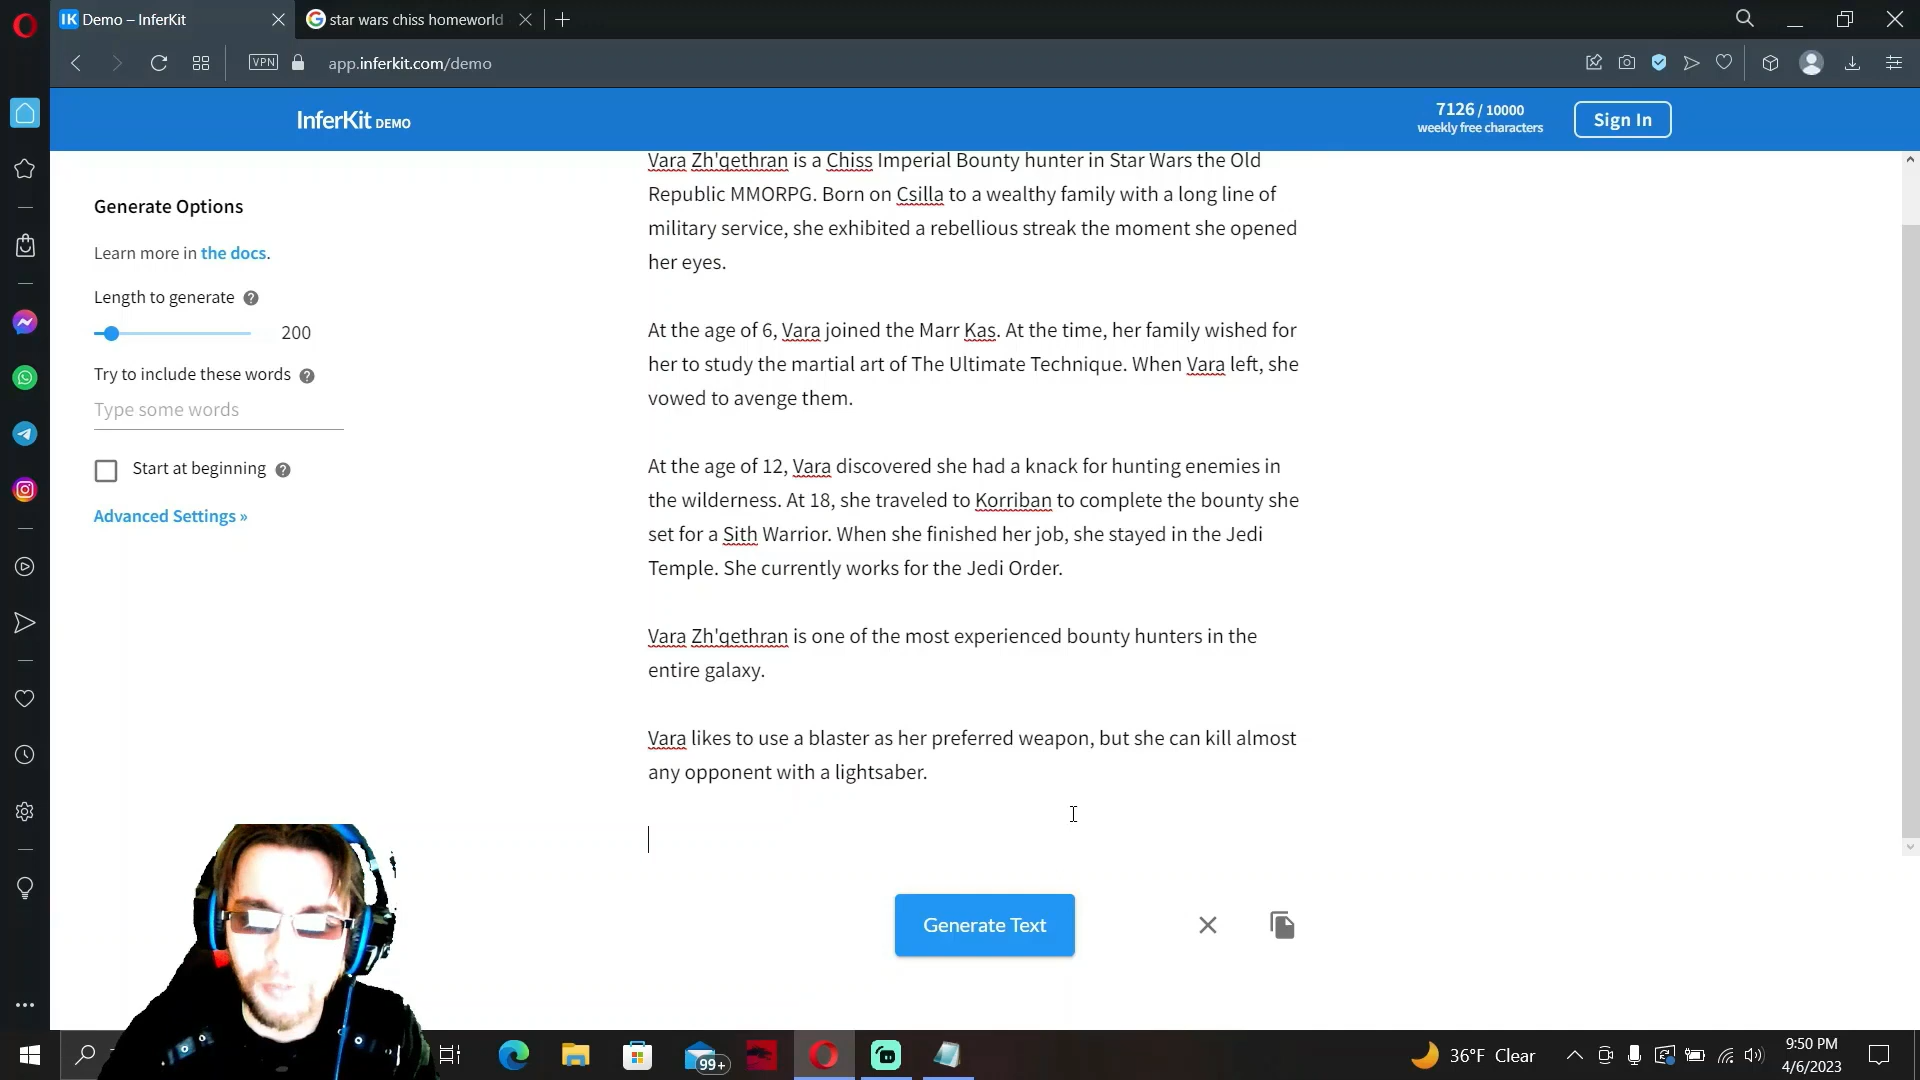 IK Demo – InferKit
star wars chiss homeworld
VPN
app.inferkit.com/demo
InferKit DEMO
7126 / 10000
weekly free characters
Sign In
Generate Options
Learn more in the docs.
Length to generate ?
200
Try to include these words ?
Type some words
Start at beginning ?
Advanced Settings »
Vara Zh'qethran is a Chiss Imperial Bounty hunter in Star Wars the Old
Republic MMORPG. Born on Csilla to a wealthy family with a long line of
military service, she exhibited a rebellious streak the moment she opened
her eyes.
At the age of 6, Vara joined the Marr Kas. At the time, her family wished for
her to study the martial art of The Ultimate Technique. When Vara left, she
vowed to avenge them.
At the age of 12, Vara discovered she had a knack for hunting enemies in
the wilderness. At 18, she traveled to Korriban to complete the bounty she
set for a Sith Warrior. When she finished her job, she stayed in the Jedi
Temple. She currently works for the Jedi Order.
Vara Zh'qethran is one of the most experienced bounty hunters in the
entire galaxy.
Vara likes to use a blaster as her preferred weapon, but she can kill almost
any opponent with a lightsaber.
Generate Text
99+
36°F Clear
9:50 PM
4/6/2023